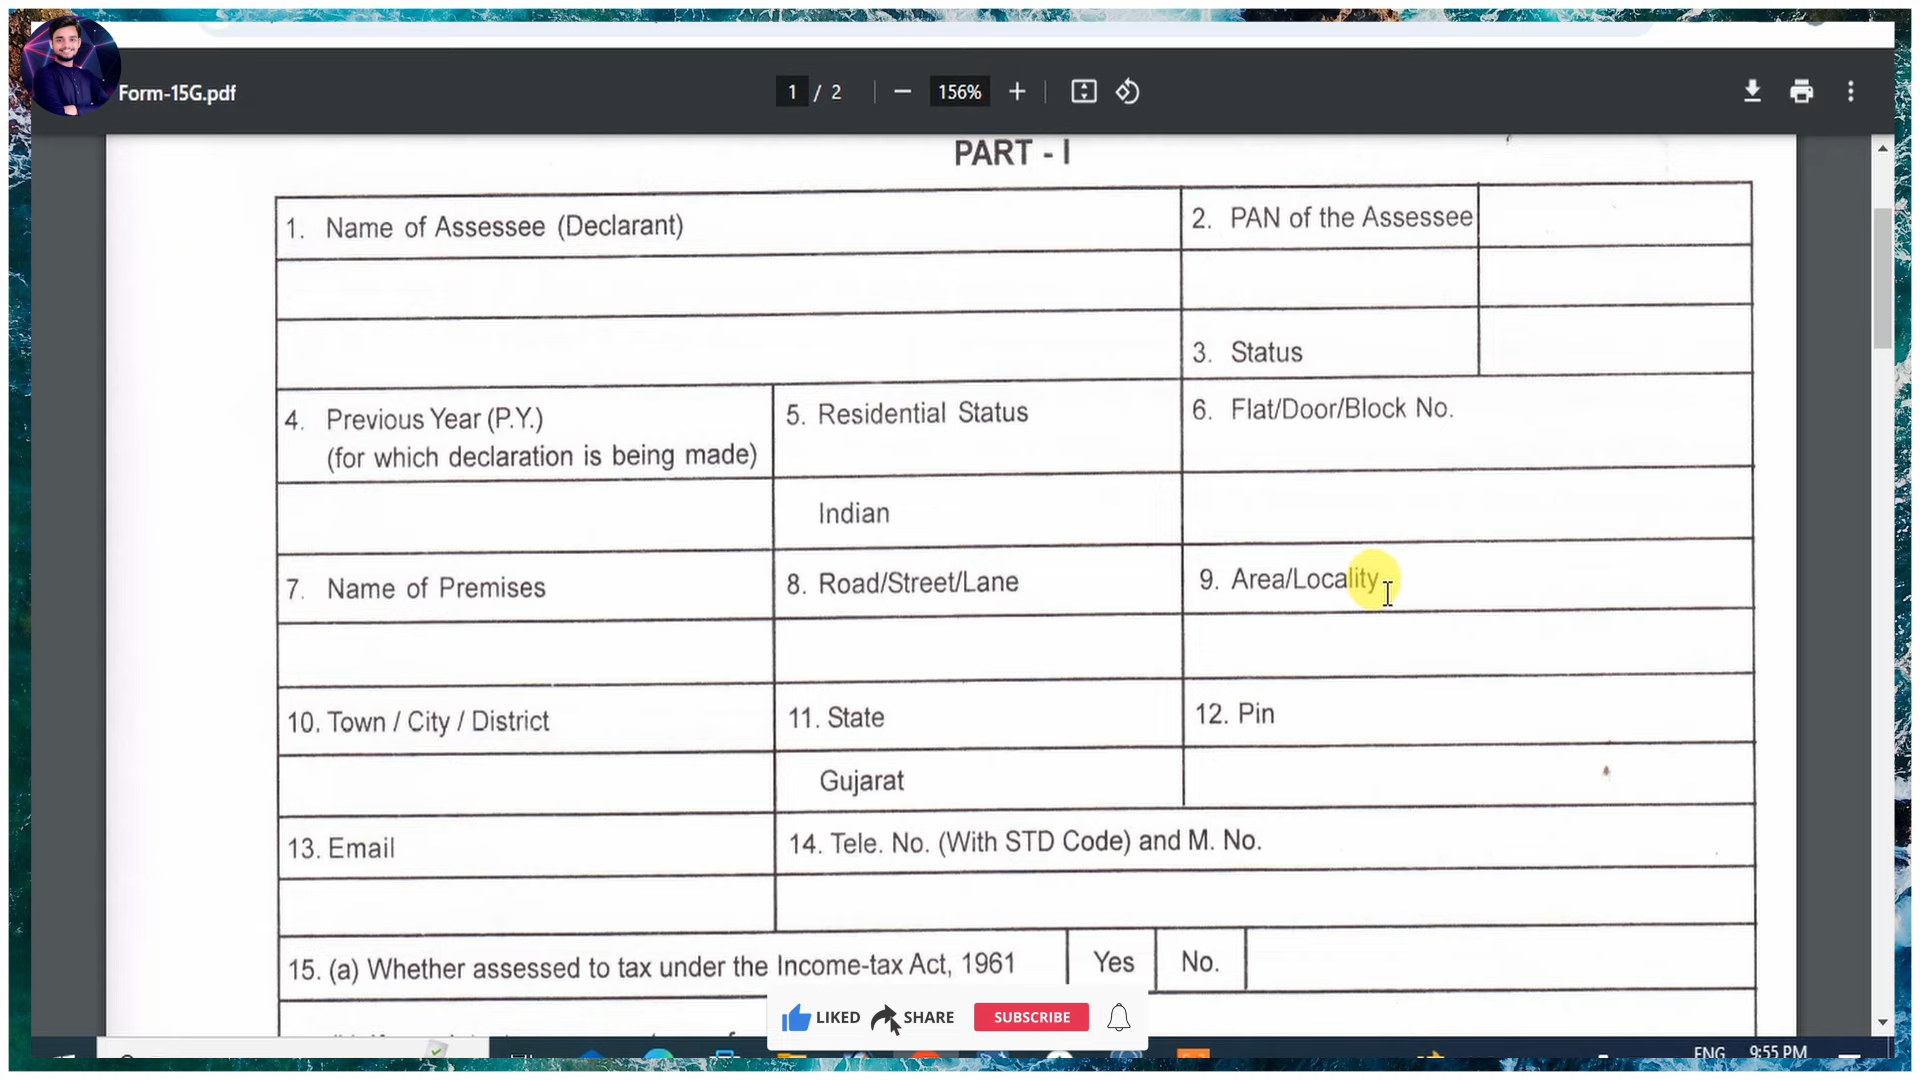 Form-15G.pdf
1 / 2
156%
PART - I
1. Name of Assessee (Declarant)
2. PAN of the Assessee
3. Status
4. Previous Year (P.Y.)
(for which declaration is being made)
5. Residential Status
6. Flat/Door/Block No.
Indian
7. Name of Premises
8. Road/Street/Lane
9. Area/Locality
10. Town / City / District
11. State
12. Pin
Gujarat
13. Email
14. Tele. No. (With STD Code) and M. No.
15. (a) Whether assessed to tax under the Income-tax Act, 1961
Yes
No.
LIKED
SHARE
SUBSCRIBE
ENG
9:55 PM